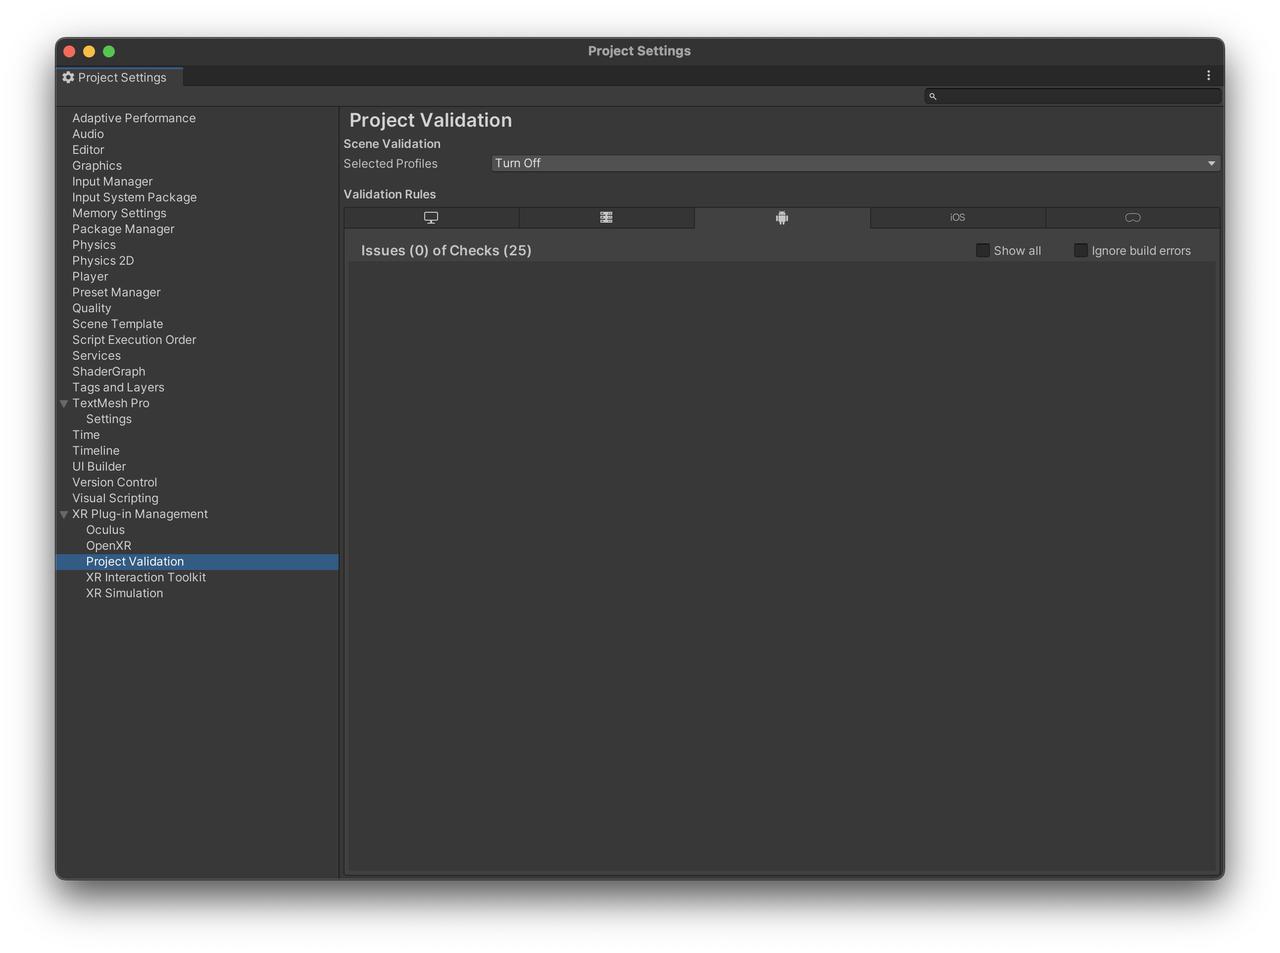 Project Settings
Project Settings
Adaptive Performance
Audio
Editor
Graphics
Input Manager
Input System Package
Memory Settings
Package Manager
Physics
Physics 2D
Player
Preset Manager
Quality
Scene Template
Script Execution Order
Services
ShaderGraph
Tags and Layers
TextMesh Pro
Settings
Time
Timeline
UI Builder
Version Control
Visual Scripting
XR Plug-in Management
Oculus
OpenXR
Project Validation
XR Interaction Toolkit
XR Simulation
Project Validation
Scene Validation
Selected Profiles Turn Off
Validation Rules
iOS
Issues (0) of Checks (25) Show all Ignore build errors